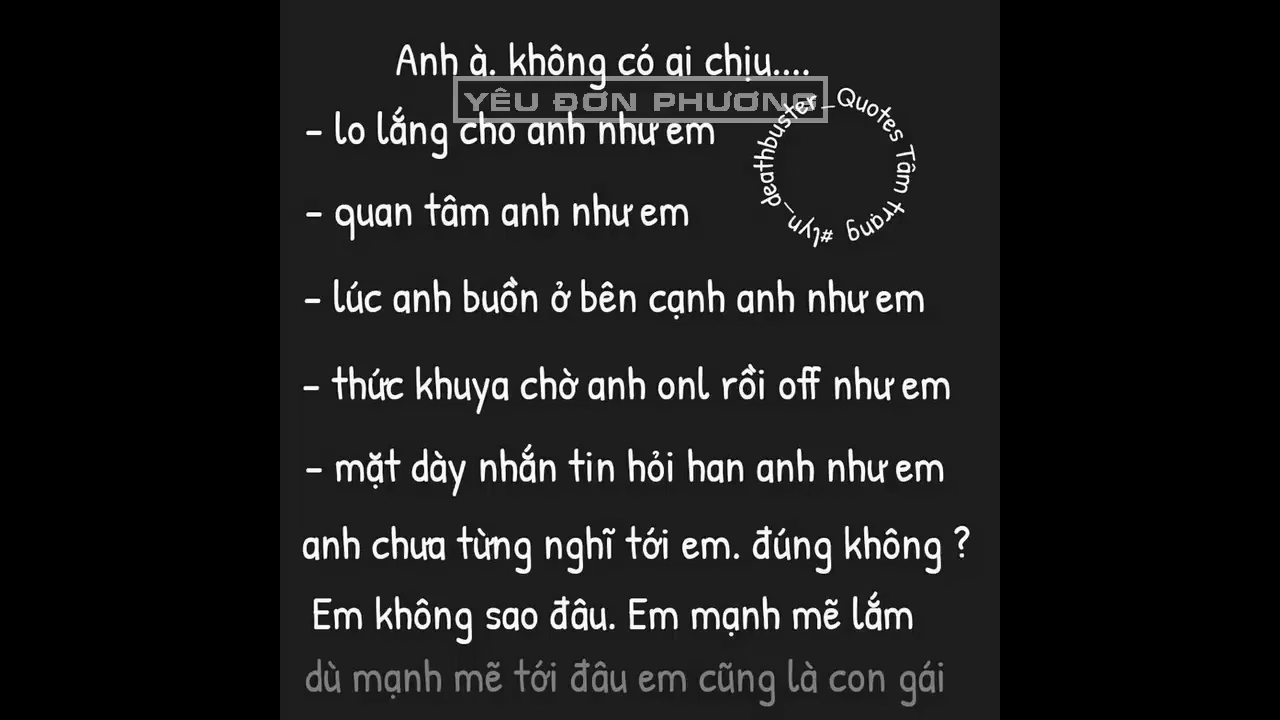 Anh à. không có ai chịu....
YÊU ĐƠN PHƯƠNG
- lo lắng cho anh như em
#lyn_deathbuster_Quotes Tâm trạng
- quan tâm anh như em
- lúc anh buồn ở bên cạnh anh như em
- thức khuya chờ anh onl rồi off như em
- mặt dày nhắn tin hỏi han anh như em
anh chưa từng nghĩ tới em. đúng không ?
Em không sao đâu. Em mạnh mẽ lắm
dù mạnh mẽ tới đâu em cũng là con gái